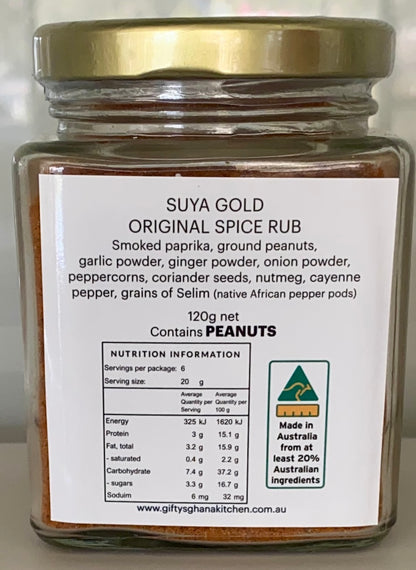 SUYA GOLD
ORIGINAL SPICE RUB
Smoked paprika, ground peanuts,
garlic powder, ginger powder, onion powder,
peppercorns, coriander seeds, nutmeg, cayenne
pepper, grains of Selim (native African pepper pods)
120g net
Contains PEANUTS
NUTRITION INFORMATION
Servings per package: 6
Serving size: 20 g
Average Quantity per Serving Average Quantity per 100 g
Energy 325 kJ 1620 kJ
Protein 3 g 15.1 g
Fat, total 3.2 g 15.9 g
- saturated 0.4 g 2.2 g
Carbohydrate 7.4 g 37.2 g
- sugars 3.3 g 16.7 g
Soduim 6 mg 32 mg
Made in
Australia
from at
least 20%
Australian
ingredients
www.giftysghanakitchen.com.au